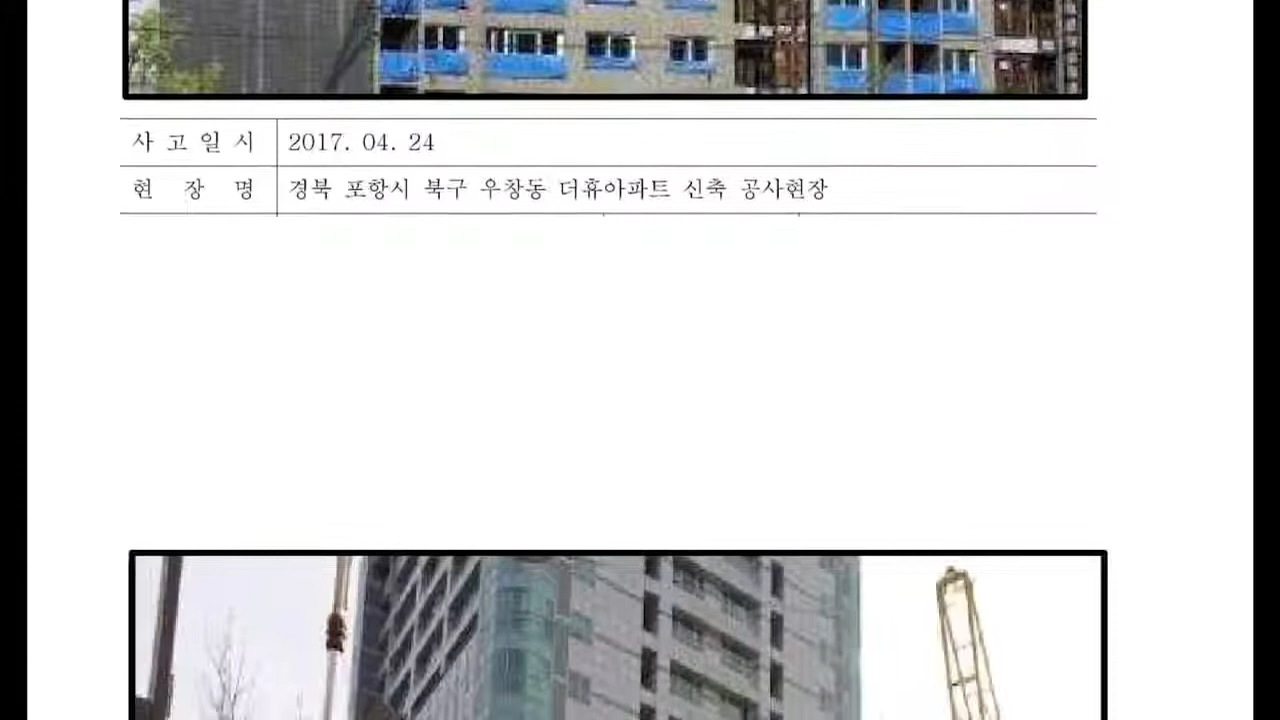 사 고 일 시 2017. 04. 24
현 장 명 경북 포항시 북구 우창동 더휴아파트 신축 공사현장